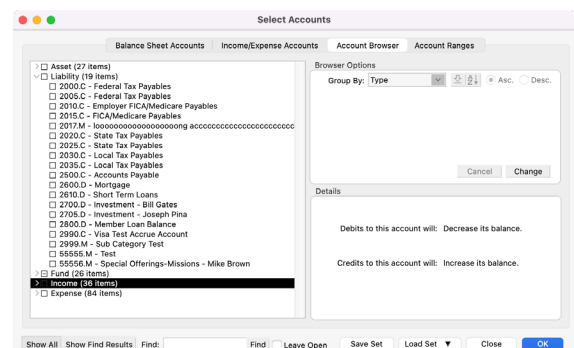 Select Accounts
Balance Sheet Accounts Income/Expense Accounts Account Browser Account Ranges
Asset (27 items)
Liability (19 items)
2000.C - Federal Tax Payables
2005.C - Federal Tax Payables
2010.C - Employer FICA/Medicare Payables
2015.C - FICA/Medicare Payables
2017.M - looooooooooooooooong acccccccccccccccccccccccc
2020.C - State Tax Payables
2025.C - State Tax Payables
2030.C - Local Tax Payables
2035.C - Local Tax Payables
2500.C - Accounts Payable
2600.D - Mortgage
2610.D - Short Term Loans
2700.D - Investment - Bill Gates
2705.D - Investment - Joseph Pina
2800.D - Member Loan Balance
2990.C - Visa Test Accrue Account
2999.M - Sub Category Test
55555.M - Test
55556.M - Special Offerings-Missions - Mike Brown
Fund (26 items)
Income (36 items)
Expense (84 items)
Browser Options
Group By: Type Asc. Desc.
Cancel Change
Details
Debits to this account will: Decrease its balance.
Credits to this account will: Increase its balance.
Show All Show Find Results Find: Find Leave Open Save Set Load Set ▼ Close OK